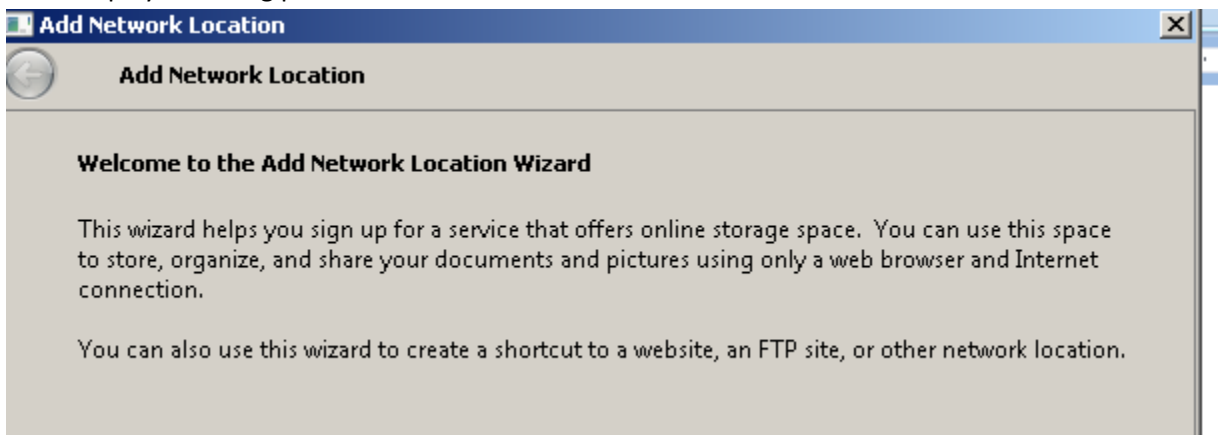 Add Network Location
Add Network Location
Welcome to the Add Network Location Wizard
This wizard helps you sign up for a service that offers online storage space.  You can use this space
to store, organize, and share your documents and pictures using only a web browser and Internet
connection.
You can also use this wizard to create a shortcut to a website, an FTP site, or other network location.